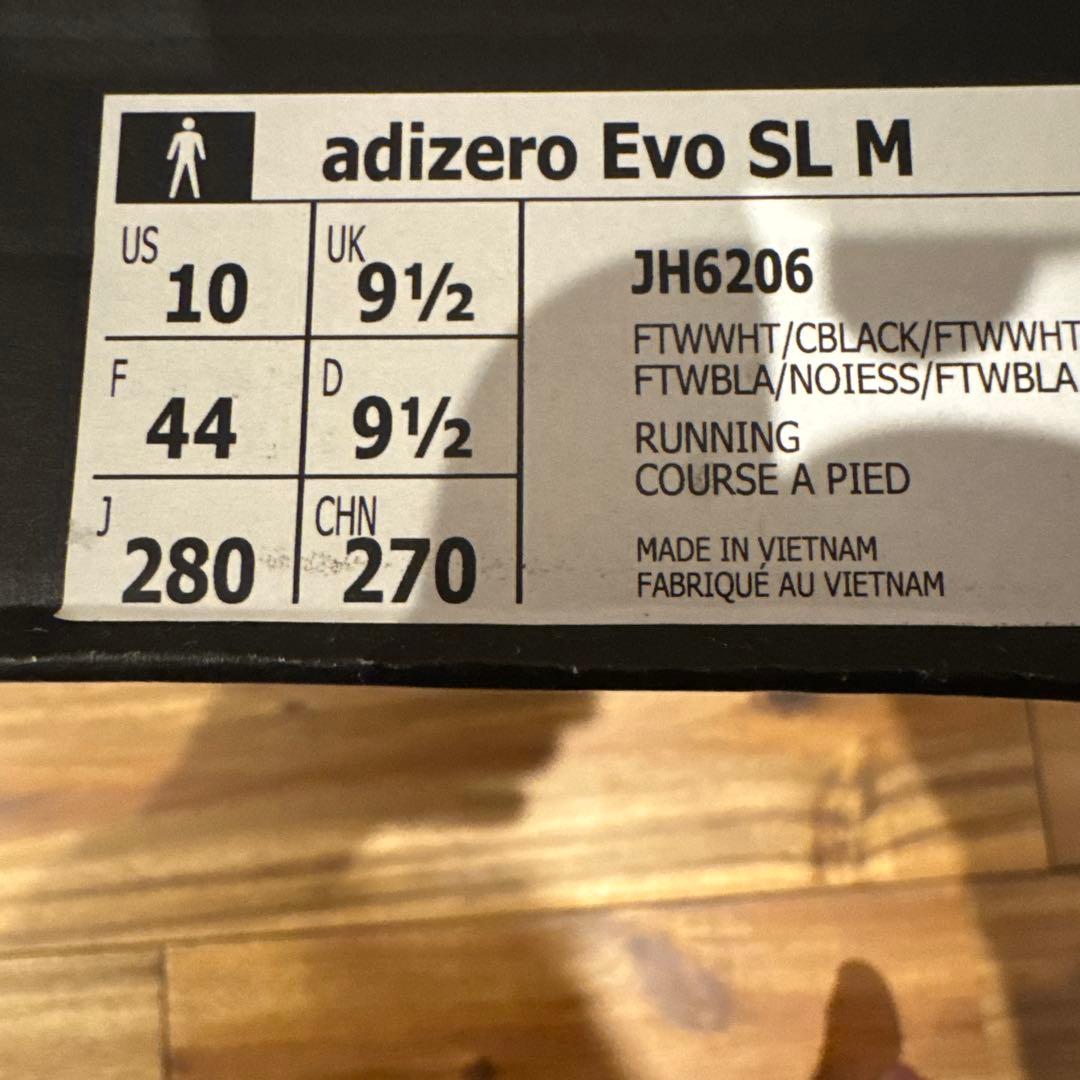 adizero Evo SL M
US 10 UK 9½
F 44 D 9½
J 280 CHN 270
JH6206
FTWWHT/CBLACK/FTWWHT
FTWBLA/NOIESS/FTWBLA
RUNNING
COURSE A PIED
MADE IN VIETNAM
FABRIQUÉ AU VIETNAM